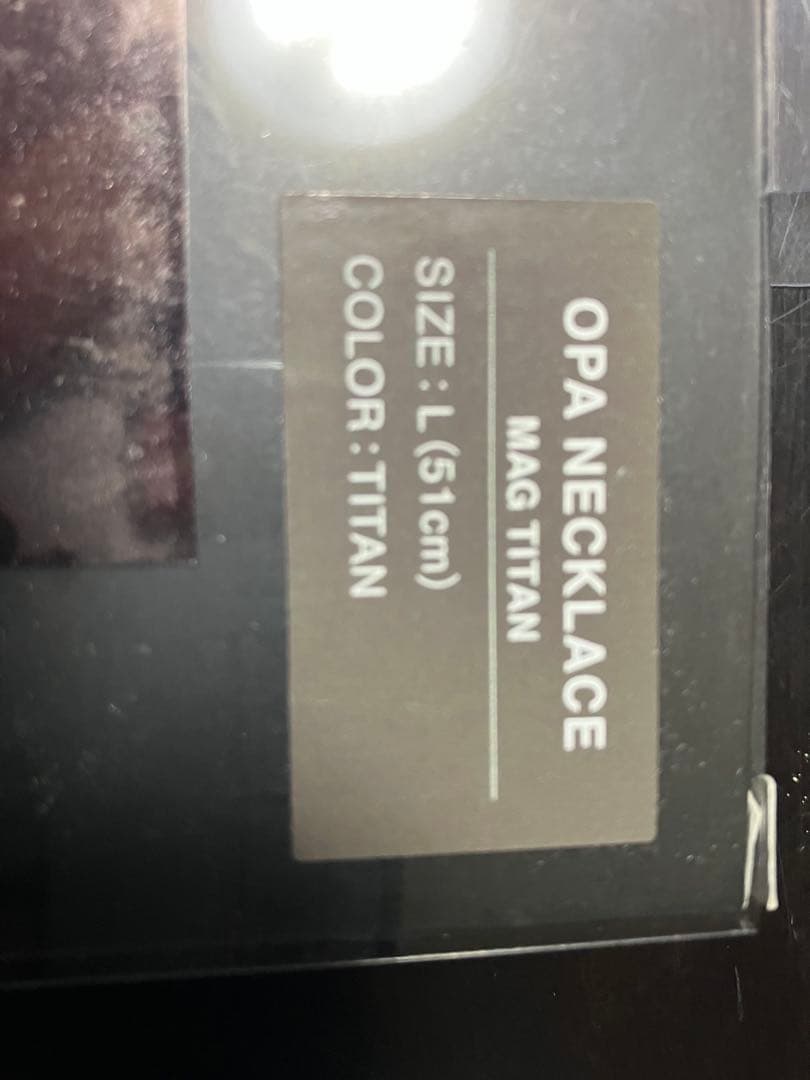 OPA NECKLACE
MAG TITAN
SIZE : L (51cm)
COLOR : TITAN